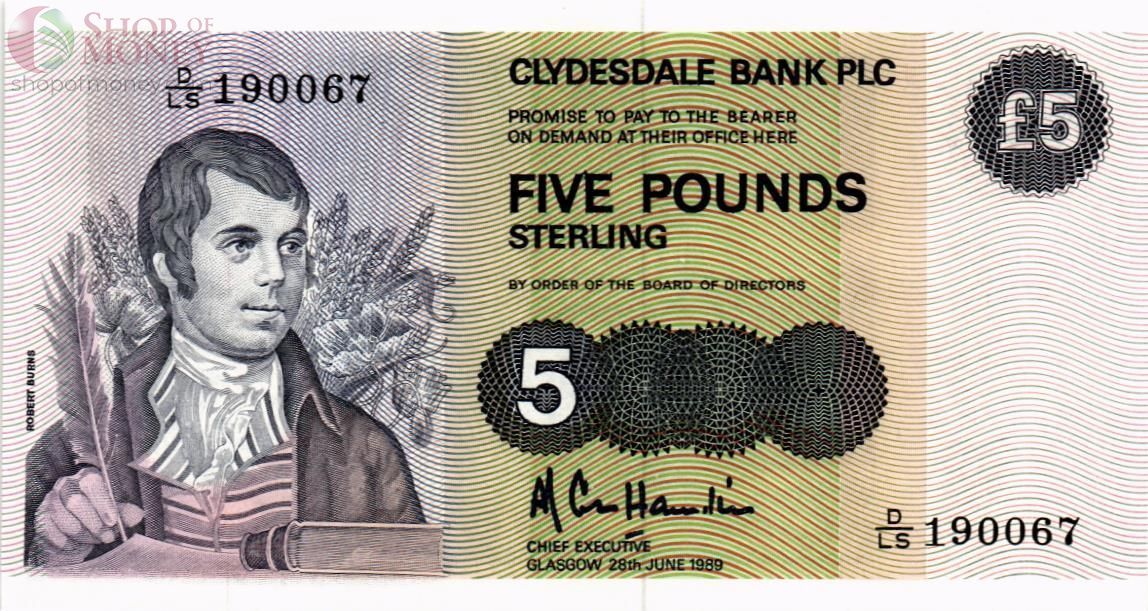 SHOP OF
MONEY
shopofmoney
D/LS 190067
CLYDESDALE BANK PLC
£5
PROMISE TO PAY TO THE BEARER
ON DEMAND AT THEIR OFFICE HERE
FIVE POUNDS
STERLING
BY ORDER OF THE BOARD OF DIRECTORS
ROBERT BURNS
5
D/LS 190067
CHIEF EXECUTIVE
GLASGOW 28th JUNE 1989